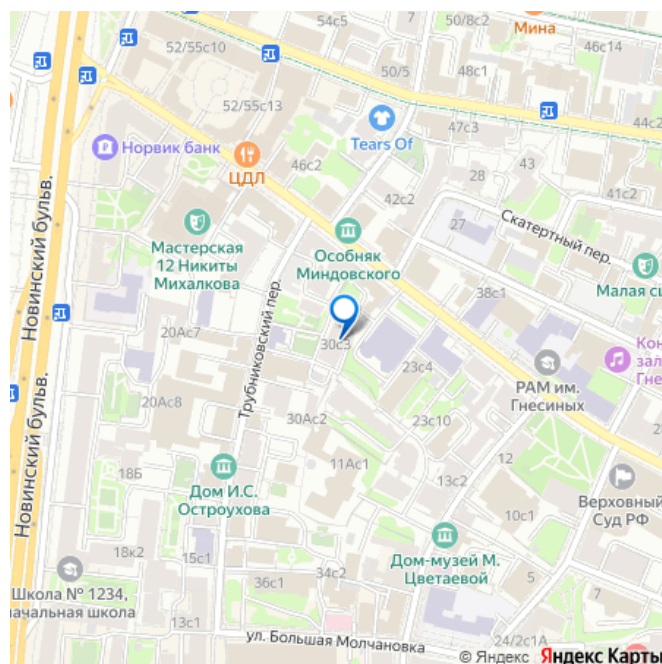 54с5
7
50/8с2
Мина
46с14
52/55с10
50/5
48с1
44с2
52/55с13
47с3
Tears Of
Норвик банк
ЦДЛ
46с2
43
28
41с2
42с2
Скатертный пер.
27
Мастерская
12 Никиты
Михалкова
Особняк
Миндовского
Малая сц
Новинский бульв.
Трубниковский пер.
38с1
20Ас7
30с3
Кон
зал
Гне
23с4
РАМ им.
Гнесиных
20Ас8
30Ас2
23с10
Новинский бульв.
11Ас1
12
18Б
13с2
Дом И.С.
Остроухова
10с1
Верховный
Суд РФ
18к2
15с1
Дом-музей М.
Цветаевой
Школа № 1234,
начальная школа
36с1
34с2
5
7
13с1
ул. Большая Молчановка
24/2с1А
© Яндекс Яндекс Карты